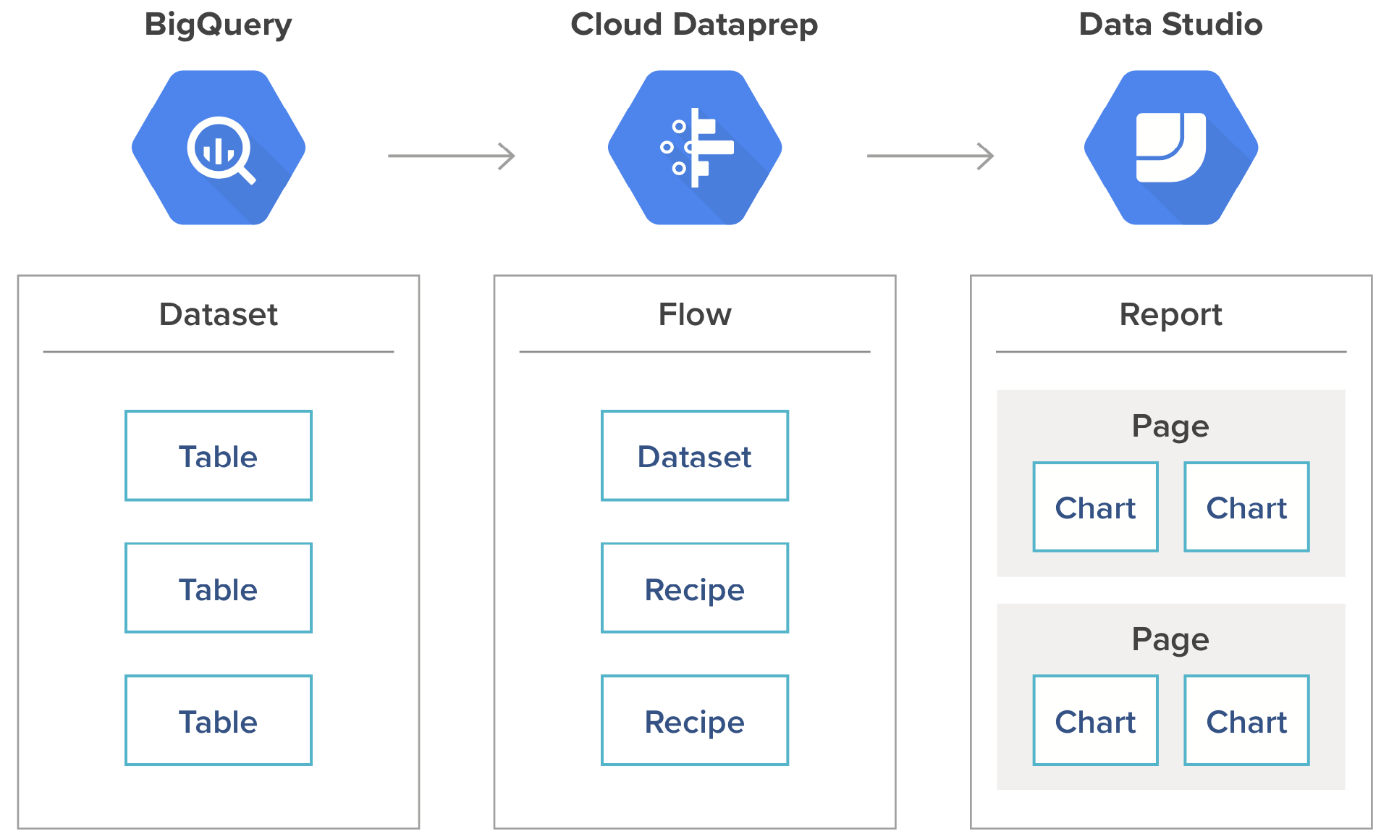 BigQuery
Cloud Dataprep
Data Studio
Dataset
Table
Table
Table
Flow
Dataset
Recipe
Recipe
Report
Page
Chart
Chart
Page
Chart
Chart